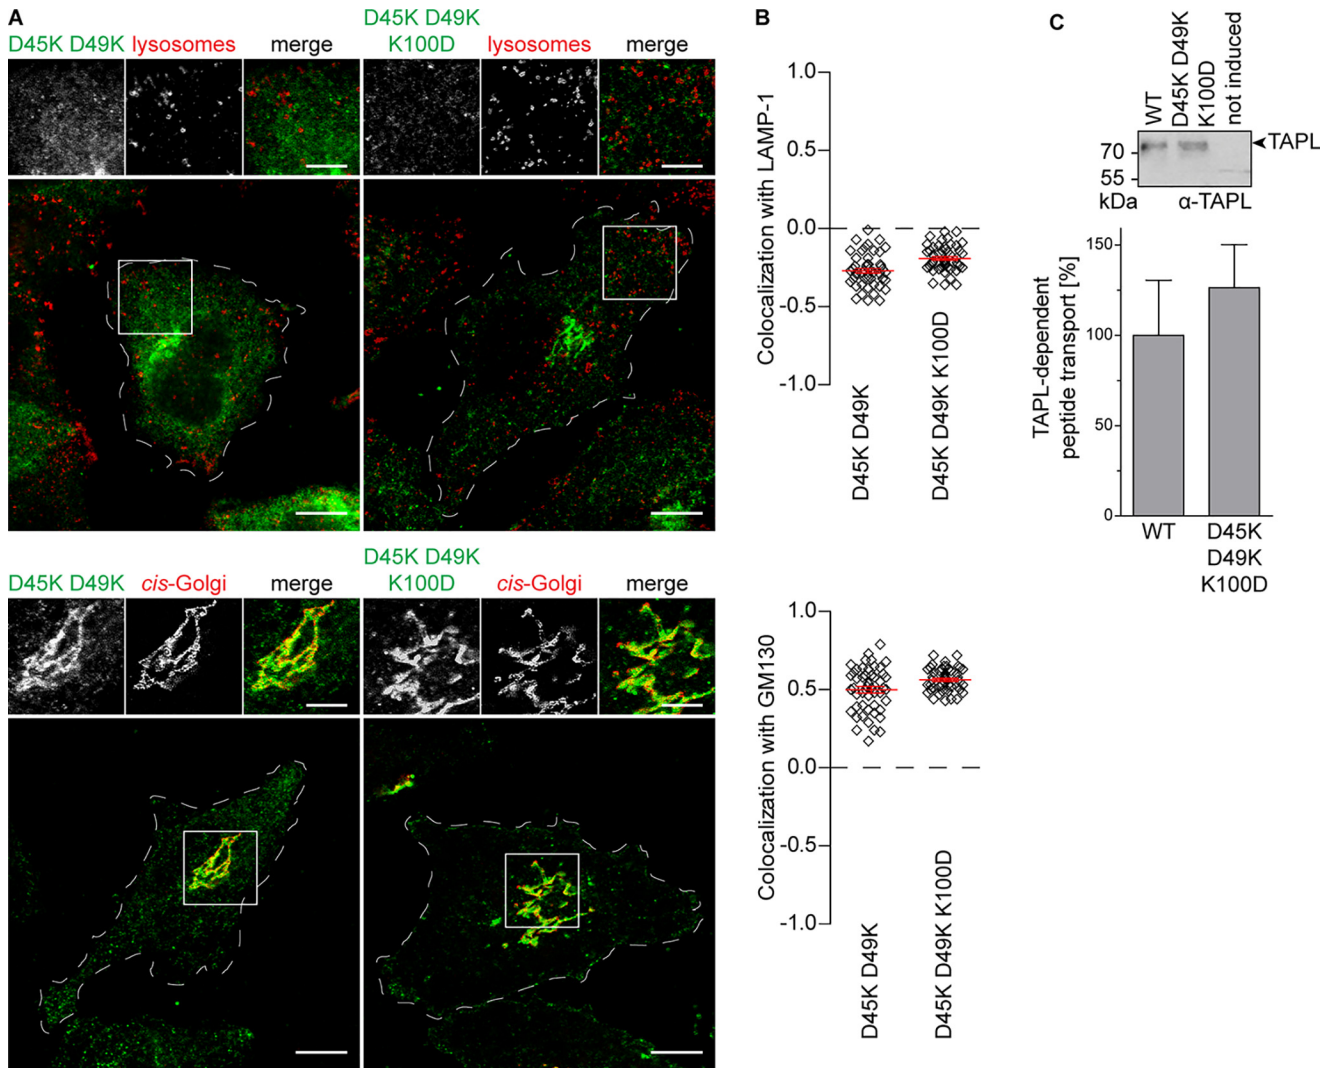 A
D45K D49K lysosomes merge
D45K D49K
K100D lysosomes merge
D45K D49K cis-Golgi merge
D45K D49K
K100D cis-Golgi merge
B
Colocalization with LAMP-1
1.0
0.5
0.0
-0.5
-1.0
D45K D49K
D45K D49K K100D
Colocalization with GM130
1.0
0.5
0.0
-0.5
-1.0
D45K D49K
D45K D49K K100D
C
WT
D45K D49K
K100D
not induced
70
55
kDa
TAPL
α-TAPL
TAPL-dependent
peptide transport [%]
150
100
50
0
WT
D45K
D49K
K100D